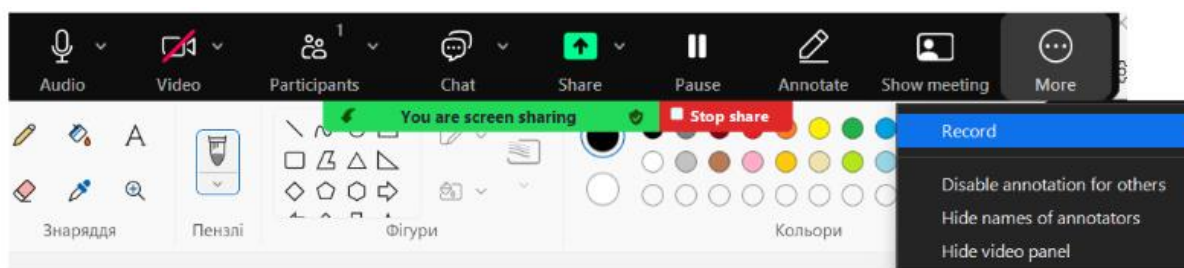 1
Audio Video Participants Chat Share Pause Annotate Show meeting More
You are screen sharing Stop share
A
Record
Disable annotation for others
Hide names of annotators
Hide video panel
Знаряддя Пензлі Фігури Кольори